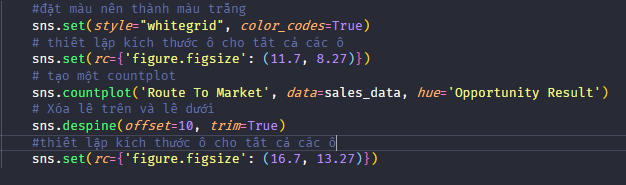 #đặt màu nên thành màu trắng
sns.set(style="whitegrid", color_codes=True)
# thiết lập kích thước ô cho tất cả các ô
sns.set(rc={'figure.figsize': (11.7, 8.27)})
# tạo một countplot
sns.countplot('Route To Market', data=sales_data, hue='Opportunity Result')
# Xóa lề trên và lề dưới
sns.despine(offset=10, trim=True)
#thiết lập kích thước ô cho tất cả các ô
sns.set(rc={'figure.figsize': (16.7, 13.27)})